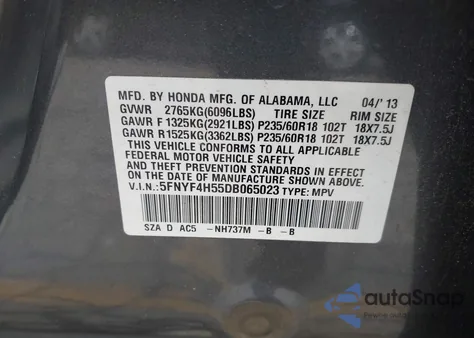 MFD. BY HONDA MFG. OF ALABAMA, LLC 04/'13
GVWR 2765KG(6096LBS) TIRE SIZE RIM SIZE
GAWR F1325KG(2921LBS) P235/60R18 102T 18X7.5J
GAWR R1525KG(3362LBS) P235/60R18 102T 18X7.5J
THIS VEHICLE CONFORMS TO ALL APPLICABLE
FEDERAL MOTOR VEHICLE SAFETY
AND THEFT PREVENTION STANDARDS IN EFFECT
ON THE DATE OF MANUFACTURE SHOWN ABOVE.
V.I.N.: 5FNYF4H55DB065023 TYPE: MPV
SZA D AC5 -NH737M -B -B
autoSnap